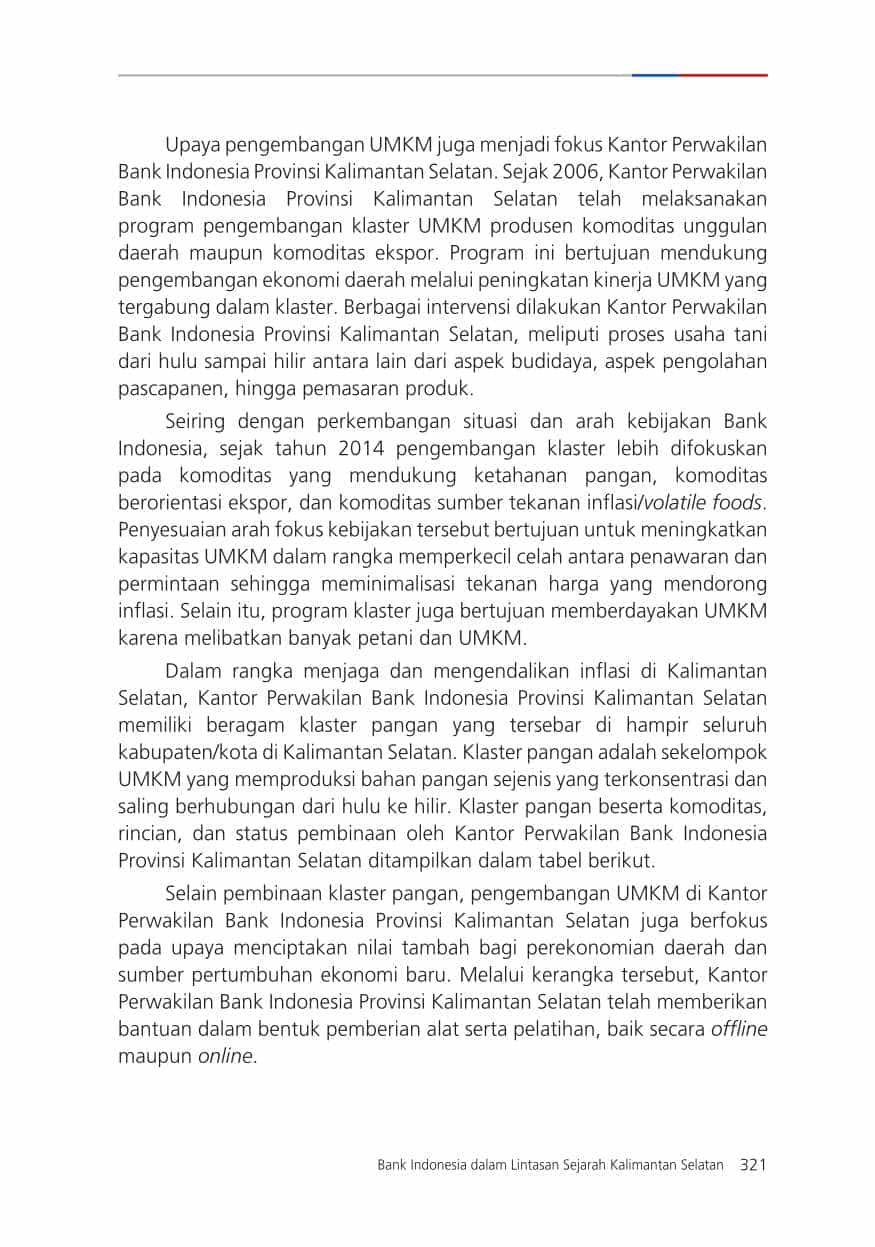 Upaya pengembangan UMKM juga menjadi fokus Kantor Perwakilan
Bank Indonesia Provinsi Kalimantan Selatan. Sejak 2006, Kantor Perwakilan
Bank Indonesia Provinsi Kalimantan Selatan telah melaksanakan
program pengembangan klaster UMKM produsen komoditas unggulan
daerah maupun komoditas ekspor. Program ini bertujuan mendukung
pengembangan ekonomi daerah melalui peningkatan kinerja UMKM yang
tergabung dalam klaster. Berbagai intervensi dilakukan Kantor Perwakilan
Bank Indonesia Provinsi Kalimantan Selatan, meliputi proses usaha tani
dari hulu sampai hilir antara lain dari aspek budidaya, aspek pengolahan
pascapanen, hingga pemasaran produk.
Seiring dengan perkembangan situasi dan arah kebijakan Bank
Indonesia, sejak tahun 2014 pengembangan klaster lebih difokuskan
pada komoditas yang mendukung ketahanan pangan, komoditas
berorientasi ekspor, dan komoditas sumber tekanan inflasi/volatile foods.
Penyesuaian arah fokus kebijakan tersebut bertujuan untuk meningkatkan
kapasitas UMKM dalam rangka memperkecil celah antara penawaran dan
permintaan sehingga meminimalisasi tekanan harga yang mendorong
inflasi. Selain itu, program klaster juga bertujuan memberdayakan UMKM
karena melibatkan banyak petani dan UMKM.
Dalam rangka menjaga dan mengendalikan inflasi di Kalimantan
Selatan, Kantor Perwakilan Bank Indonesia Provinsi Kalimantan Selatan
memiliki beragam klaster pangan yang tersebar di hampir seluruh
kabupaten/kota di Kalimantan Selatan. Klaster pangan adalah sekelompok
UMKM yang memproduksi bahan pangan sejenis yang terkonsentrasi dan
saling berhubungan dari hulu ke hilir. Klaster pangan beserta komoditas,
rincian, dan status pembinaan oleh Kantor Perwakilan Bank Indonesia
Provinsi Kalimantan Selatan ditampilkan dalam tabel berikut.
Selain pembinaan klaster pangan, pengembangan UMKM di Kantor
Perwakilan Bank Indonesia Provinsi Kalimantan Selatan juga berfokus
pada upaya menciptakan nilai tambah bagi perekonomian daerah dan
sumber pertumbuhan ekonomi baru. Melalui kerangka tersebut, Kantor
Perwakilan Bank Indonesia Provinsi Kalimantan Selatan telah memberikan
bantuan dalam bentuk pemberian alat serta pelatihan, baik secara offline
maupun online.
Bank Indonesia dalam Lintasan Sejarah Kalimantan Selatan 321